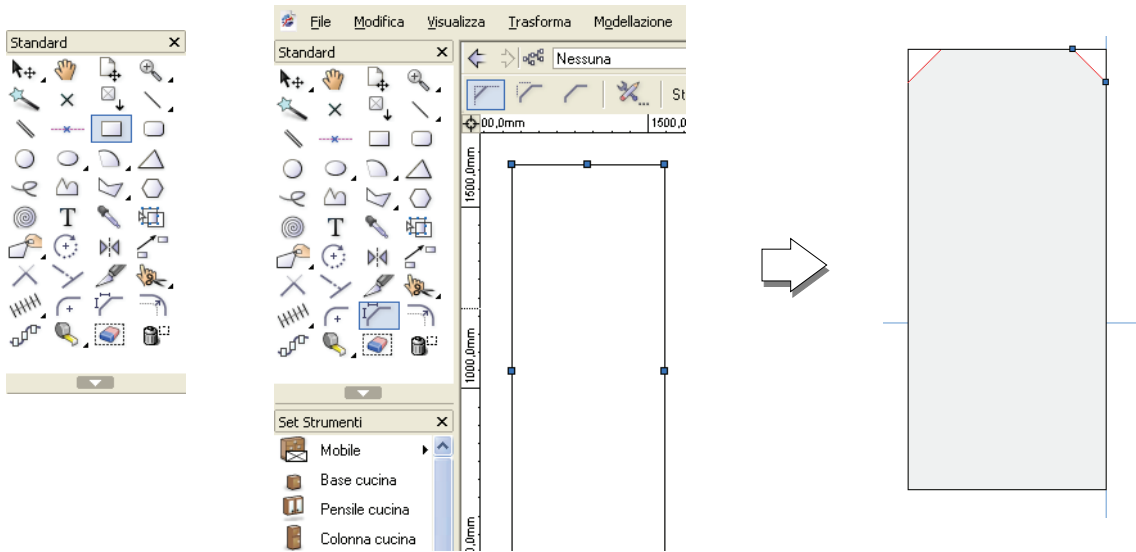 Standard
File Modifica Visualizza Trasforma Modellazione
Standard
Nessuna
St
00,0mm 1500,0
1500,0mm
1000,0mm
0,0mm
Set Strumenti
Mobile
Base cucina
Pensile cucina
Colonna cucina